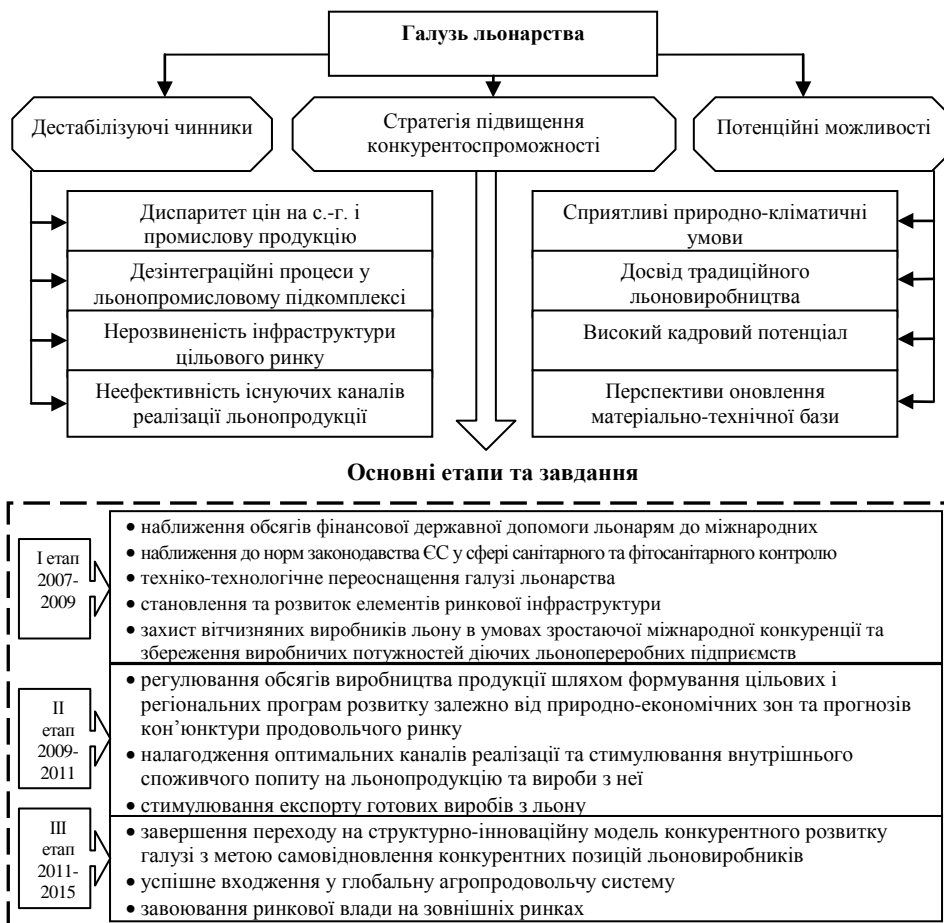 Галузь льонарства
Дестабілізуючі чинники
Стратегія підвищення
конкурентоспроможності
Потенційні можливості
Диспаритет цін на с.-г. і
промислову продукцію
Дезінтеграційні процеси у
льонопромисловому підкомплексі
Нерозвиненість інфраструктури
цільового ринку
Неефективність існуючих каналів
реалізації льонопродукції
Сприятливі природно-кліматичні
умови
Досвід традиційного
льоновиробництва
Високий кадровий потенціал
Перспективи оновлення
матеріально-технічної бази
Основні етапи та завдання
І етап
2007-
2009
• наближення обсягів фінансової державної допомоги льонарям до міжнародних
• наближення до норм законодавства ЄС у сфері санітарного та фітосанітарного контролю
• техніко-технологічне переоснащення галузі льонарства
• становлення та розвиток елементів ринкової інфраструктури
• захист вітчизняних виробників льону в умовах зростаючої міжнародної конкуренції та
збереження виробничих потужностей діючих льонопереробних підприємств
ІІ
етап
2009-
2011
• регулювання обсягів виробництва продукції шляхом формування цільових і
регіональних програм розвитку залежно від природно-економічних зон та прогнозів
кон’юнктури продовольчого ринку
• налагодження оптимальних каналів реалізації та стимулювання внутрішнього
споживчого попиту на льонопродукцію та вироби з неї
• стимулювання експорту готових виробів з льону
ІІІ
етап
2011-
2015
• завершення переходу на структурно-інноваційну модель конкурентного розвитку
галузі з метою самовідновлення конкурентних позицій льоновиробників
• успішне входження у глобальну агропродовольчу систему
• завоювання ринкової влади на зовнішніх ринках